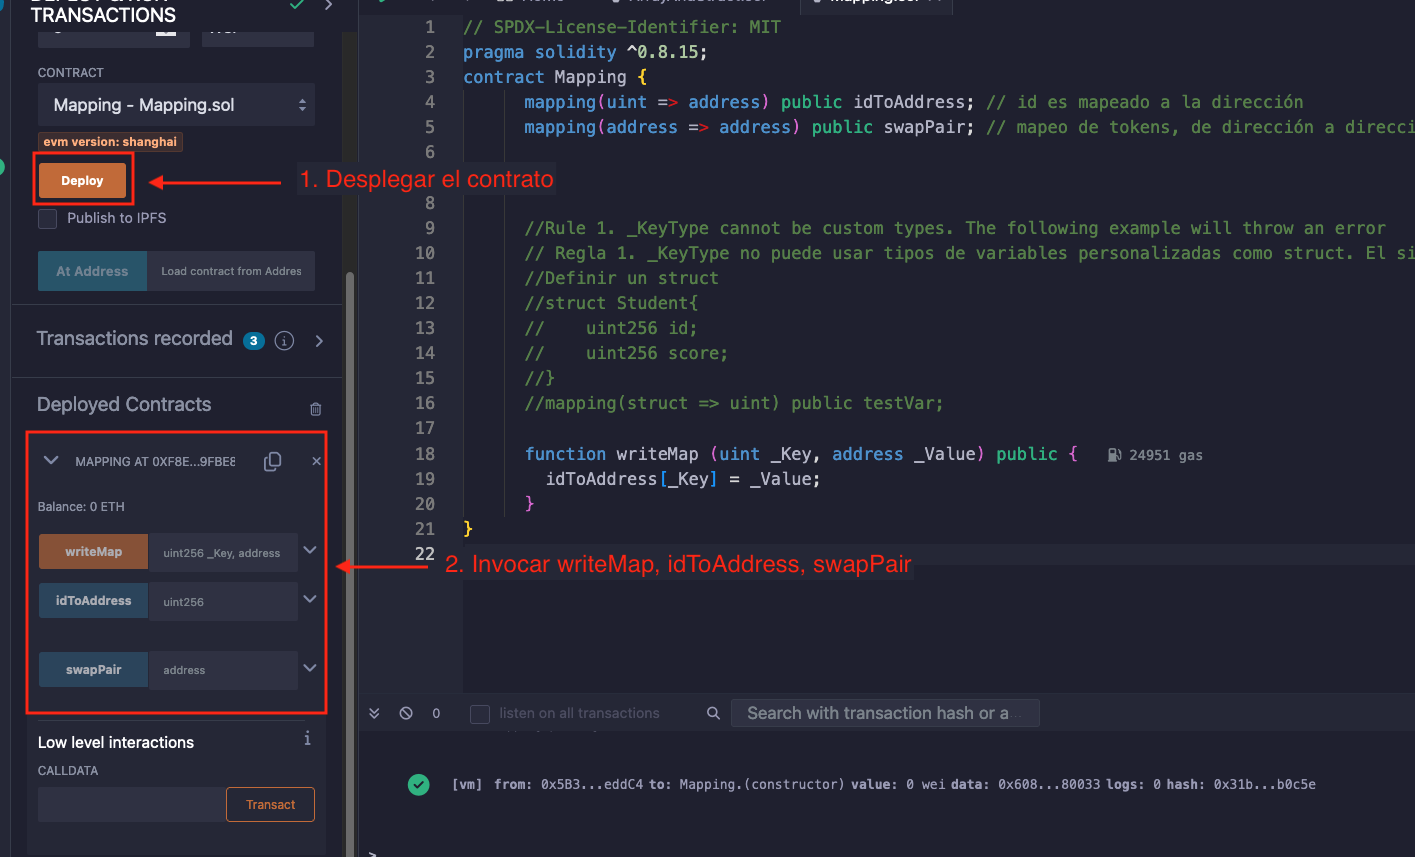 TRANSACTIONS
CONTRACT
Mapping - Mapping.sol
evm version: shanghai
Deploy
Publish to IPFS
At Address
Load contract from Addres
Transactions recorded 3
Deployed Contracts
MAPPING AT 0XF8E...9FBE8
Balance: 0 ETH
writeMap
uint256 _Key, address
idToAddress
uint256
swapPair
address
Low level interactions
CALLDATA
Transact
1 // SPDX-License-Identifier: MIT
2 pragma solidity ^0.8.15;
3 contract Mapping {
4 mapping(uint => address) public idToAddress; // id es mapeado a la dirección
5 mapping(address => address) public swapPair; // mapeo de tokens, de dirección a direcci
6
1. Desplegar el contrato
8
9 //Rule 1. _KeyType cannot be custom types. The following example will throw an error
10 // Regla 1. _KeyType no puede usar tipos de variables personalizadas como struct. El si
11 //Definir un struct
12 //struct Student{
13 // uint256 id;
14 // uint256 score;
15 //}
16 //mapping(struct => uint) public testVar;
17
18 function writeMap (uint _Key, address _Value) public { 24951 gas
19 idToAddress[_Key] = _Value;
20 }
21 }
22
2. Invocar writeMap, idToAddress, swapPair
0
listen on all transactions
Search with transaction hash or a...
[vm] from: 0x5B3...eddC4 to: Mapping.(constructor) value: 0 wei data: 0x608...80033 logs: 0 hash: 0x31b...b0c5e
>